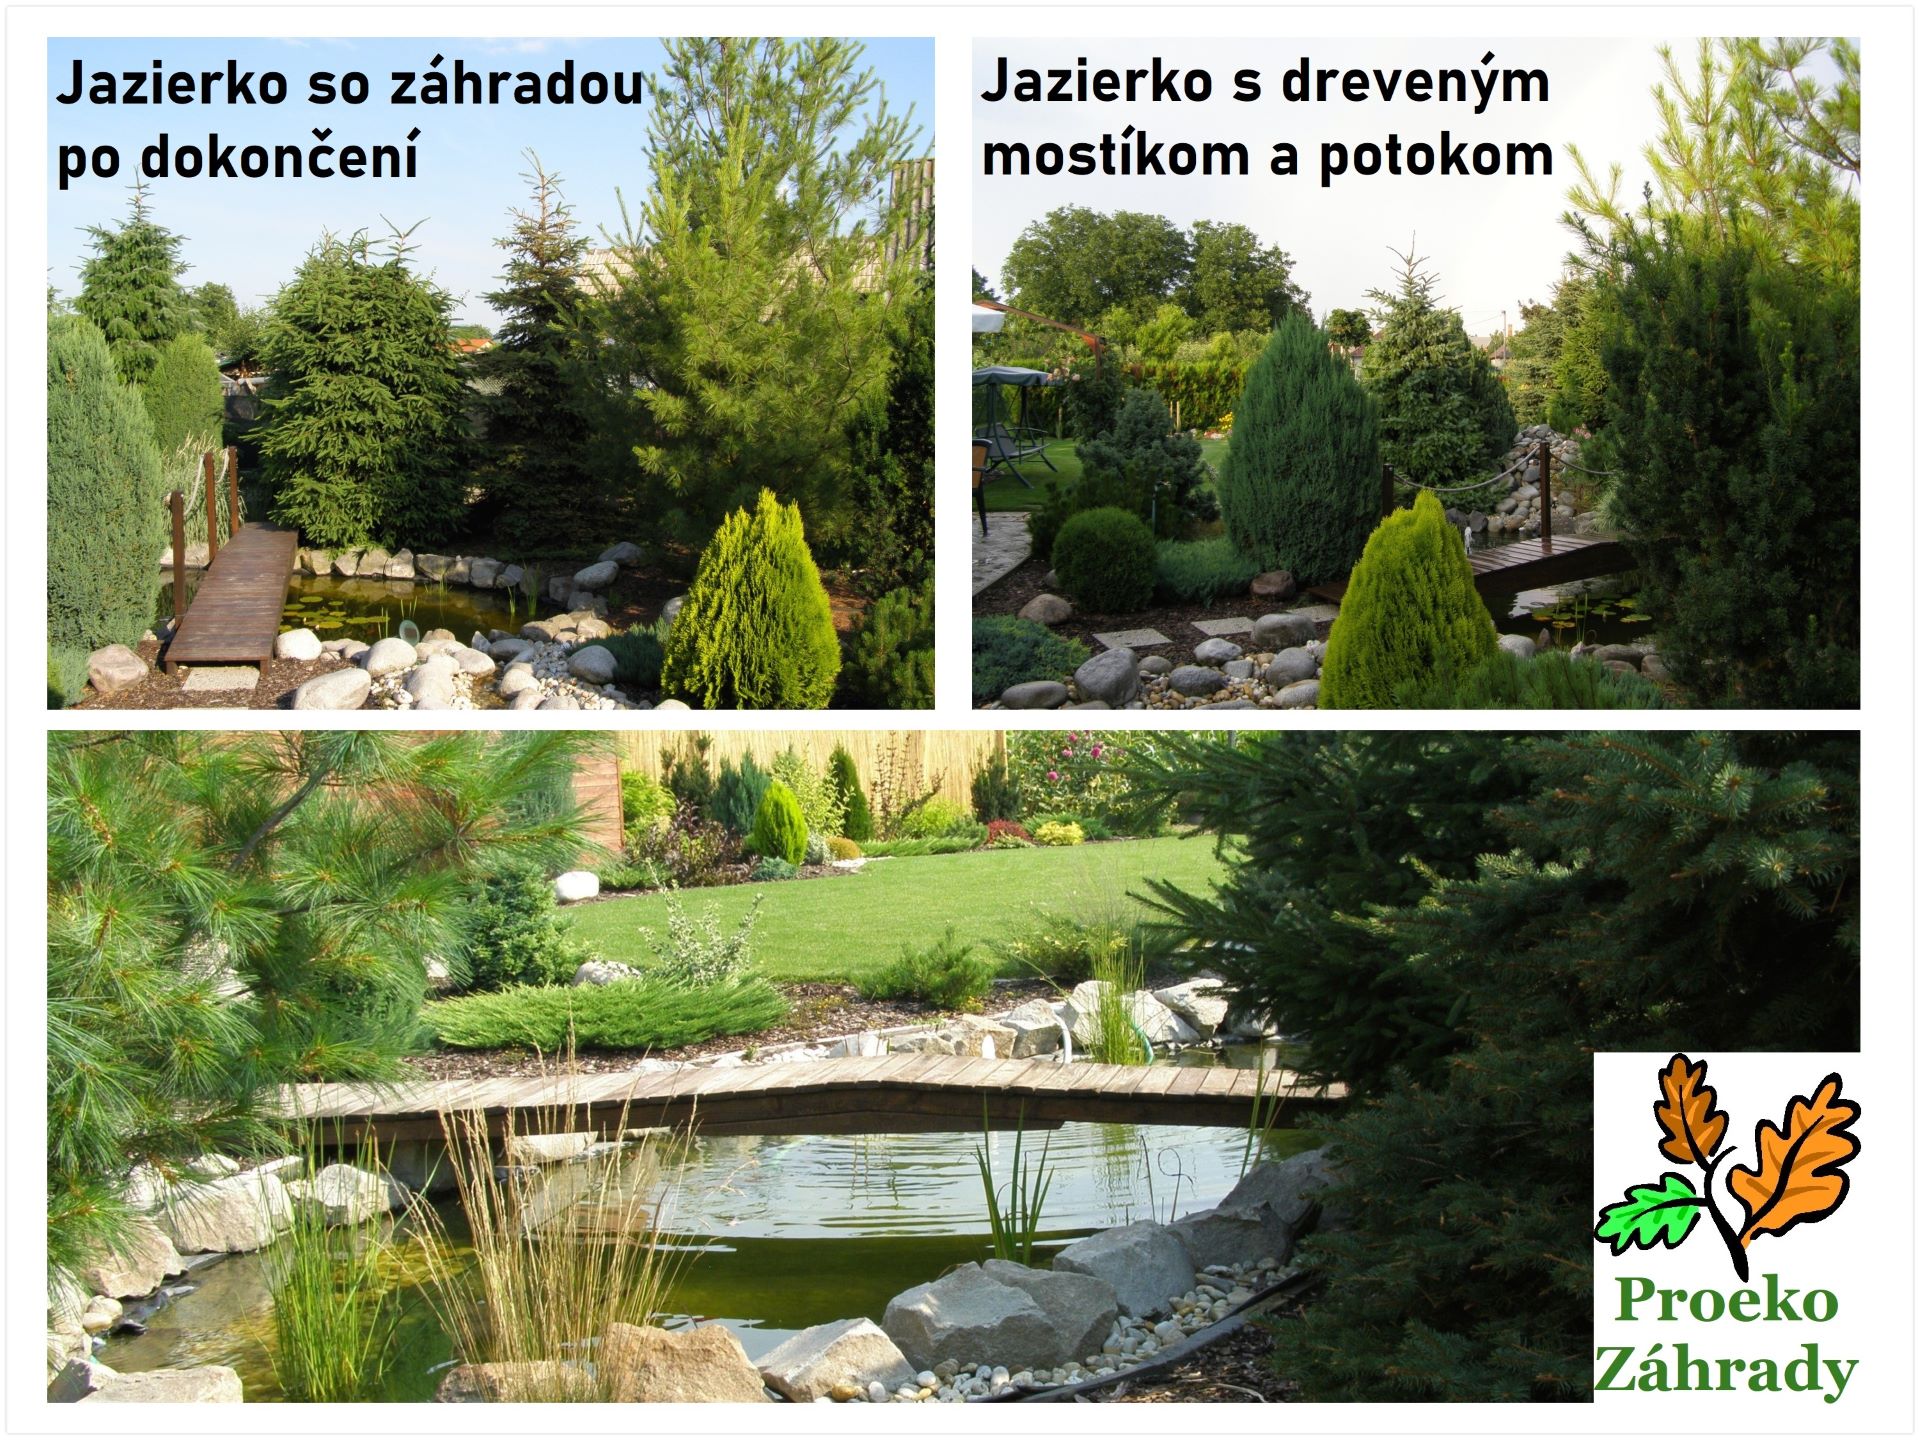 Jazierko so záhradou
po dokončení
Jazierko s dreveným
mostíkom a potokom
Proeko
Záhrady